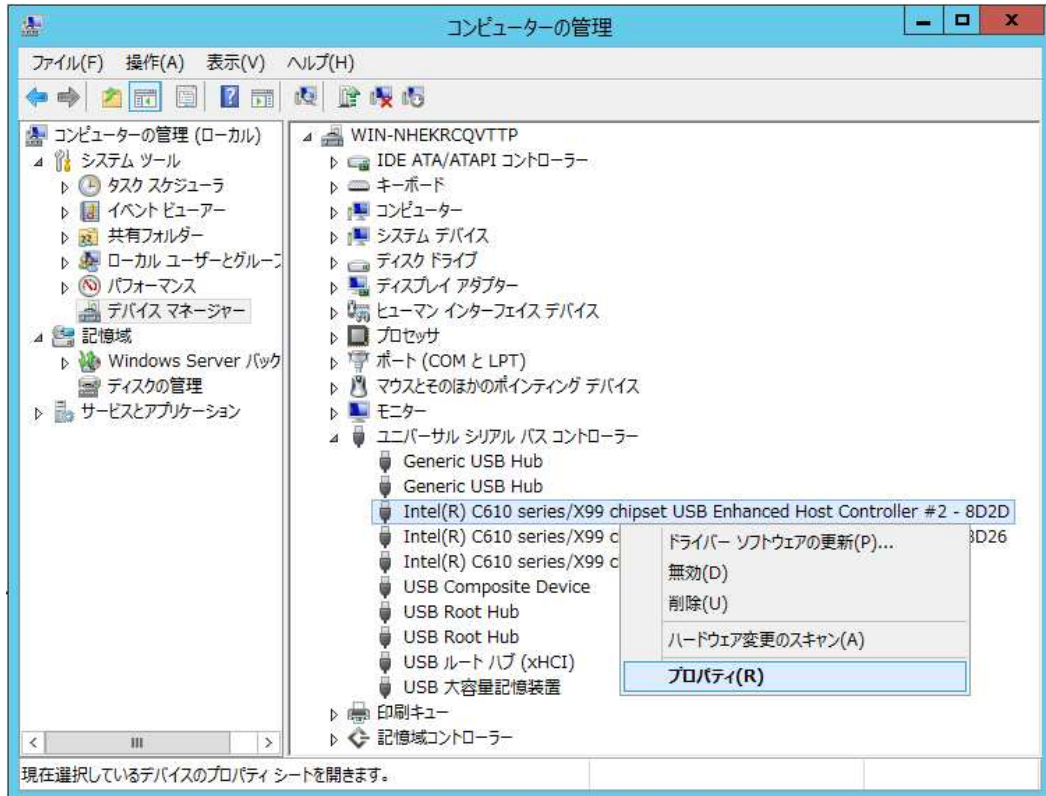 コンピューターの管理
ファイル(F) 操作(A) 表示(V) ヘルプ(H)
コンピューターの管理 (ローカル)
システム ツール
タスク スケジューラ
イベント ビューアー
共有フォルダー
ローカル ユーザーとグループ
パフォーマンス
デバイス マネージャー
記憶域
Windows Server バック
ディスクの管理
サービスとアプリケーション
WIN-NHEKRCQVTTP
IDE ATA/ATAPI コントローラー
キーボード
コンピューター
システム デバイス
ディスク ドライブ
ディスプレイ アダプター
ヒューマン インターフェイス デバイス
プロセッサ
ポート (COM と LPT)
マウスとそのほかのポインティング デバイス
モニター
ユニバーサル シリアル バス コントローラー
Generic USB Hub
Generic USB Hub
Intel(R) C610 series/X99 chipset USB Enhanced Host Controller #2 - 8D2D
Intel(R) C610 series/X99 c 8D26
Intel(R) C610 series/X99 c
USB Composite Device
USB Root Hub
USB Root Hub
USB ルート ハブ (xHCI)
USB 大容量記憶装置
印刷キュー
記憶域コントローラー
ドライバー ソフトウェアの更新(P)...
無効(D)
削除(U)
ハードウェア変更のスキャン(A)
プロパティ(R)
現在選択しているデバイスのプロパティ シートを開きます。